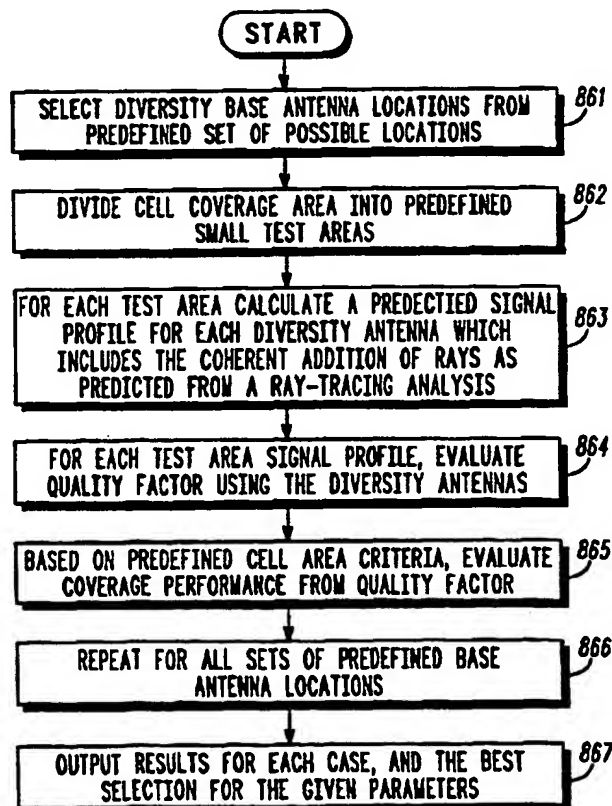 START
SELECT DIVERSITY BASE ANTENNA LOCATIONS FROM
PREDEFINED SET OF POSSIBLE LOCATIONS
861
DIVIDE CELL COVERAGE AREA INTO PREDEFINED
SMALL TEST AREAS
862
FOR EACH TEST AREA CALCULATE A PREDECTIED SIGNAL
PROFILE FOR EACH DIVERSITY ANTENNA WHICH
INCLUDES THE COHERENT ADDITION OF RAYS AS
PREDICTED FROM A RAY-TRACING ANALYSIS
863
FOR EACH TEST AREA SIGNAL PROFILE, EVALUATE
QUALITY FACTOR USING THE DIVERSITY ANTENNAS
864
BASED ON PREDEFINED CELL AREA CRITERIA, EVALUATE
COVERAGE PERFORMANCE FROM QUALITY FACTOR
865
REPEAT FOR ALL SETS OF PREDEFINED BASE
ANTENNA LOCATIONS
866
OUTPUT RESULTS FOR EACH CASE, AND THE BEST
SELECTION FOR THE GIVEN PARAMETERS
867